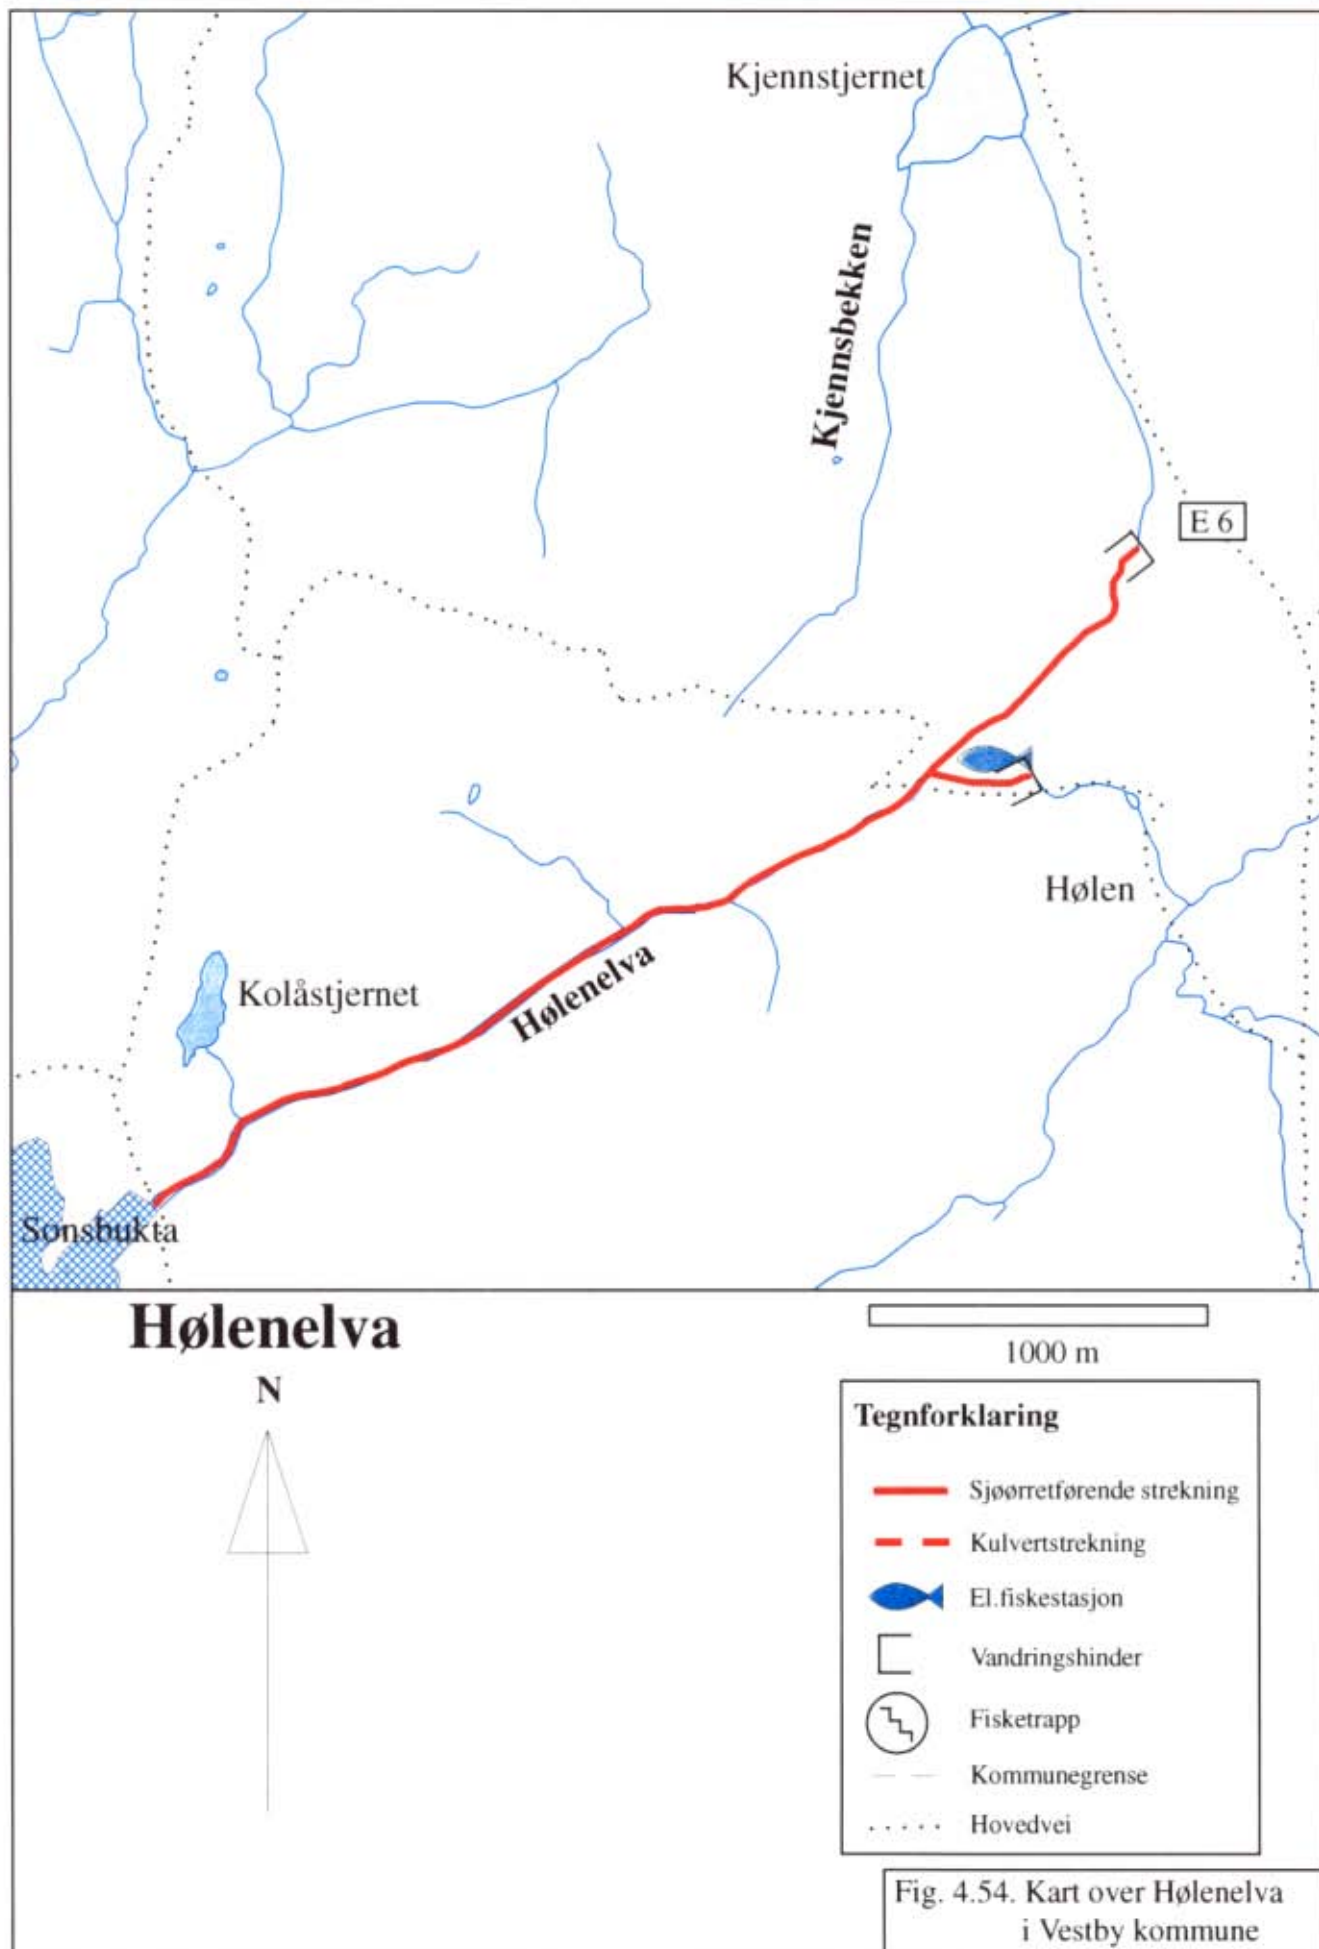 Kjennstjernet
Kjennsbekken
E 6
Hølen
Hølenelva
Kolåstjernet
Sonsbukta
Hølenelva
N
1000 m
Tegnforklaring
Sjøørretførende strekning
Kulvertstrekning
El.fiskestasjon
Vandringshinder
Fisketrapp
Kommunegrense
Hovedvei
Fig. 4.54. Kart over Hølenelva
i Vestby kommune